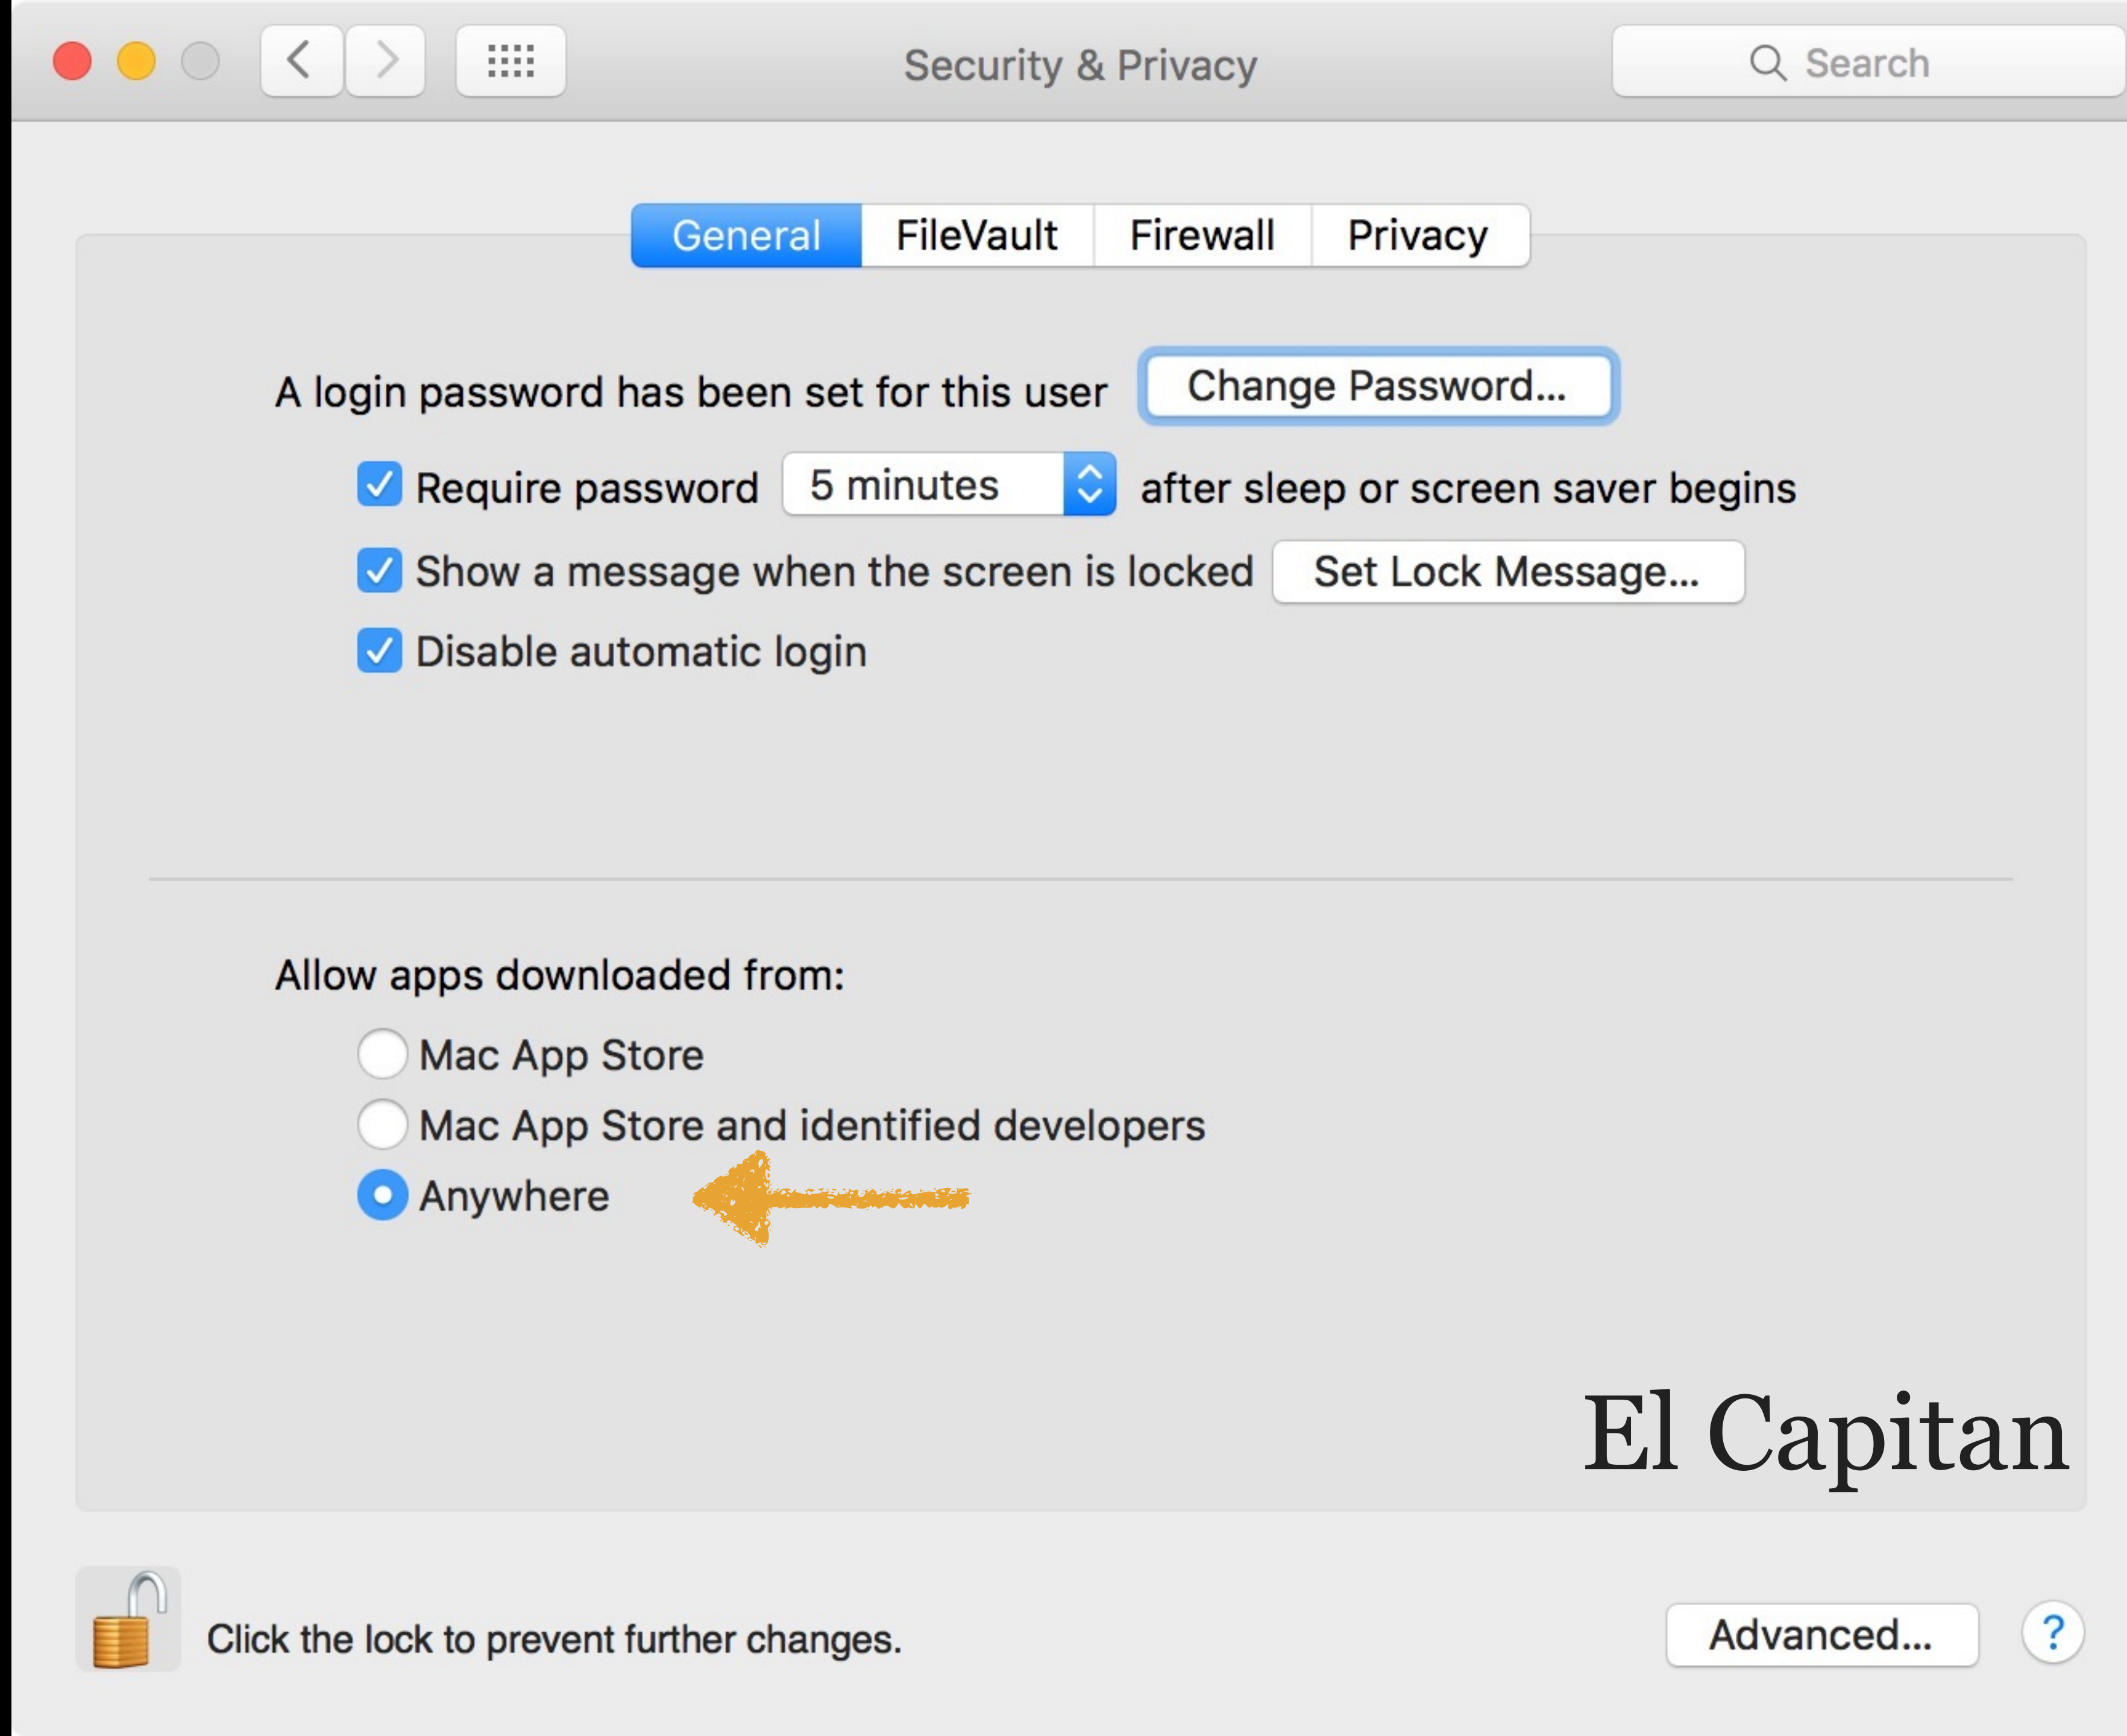 Security & Privacy
Search
General FileVault Firewall Privacy
A login password has been set for this user Change Password...
Require password 5 minutes after sleep or screen saver begins
Show a message when the screen is locked Set Lock Message...
Disable automatic login
Allow apps downloaded from:
Mac App Store
Mac App Store and identified developers
Anywhere
El Capitan
Click the lock to prevent further changes.
Advanced... ?